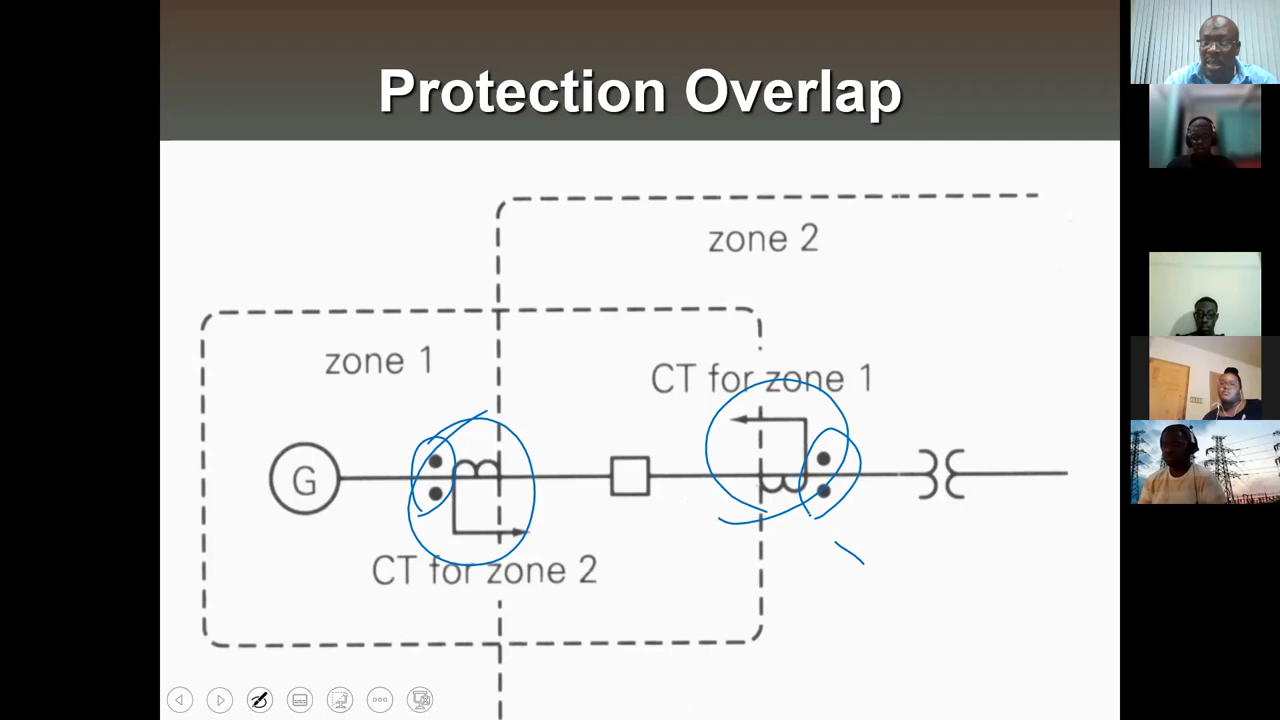 Protection Overlap
zone 2
zone 1
CT for zone 1
G
CT for zone 2